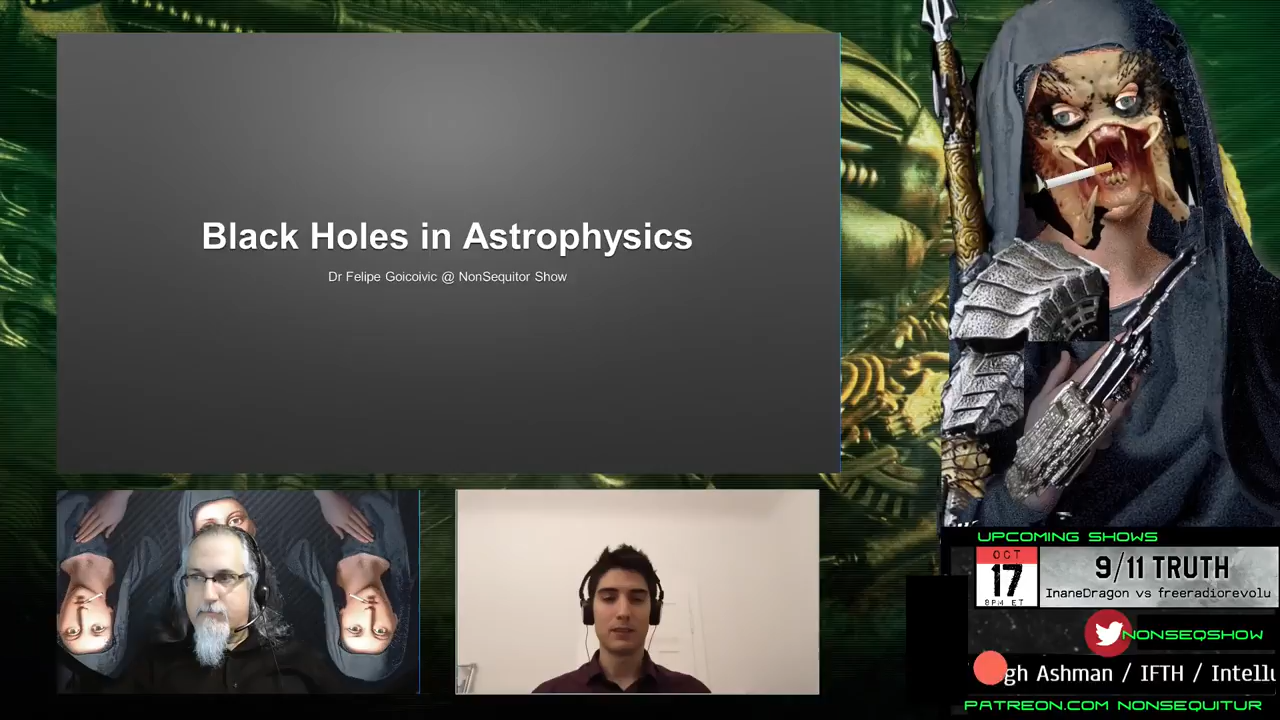 Black Holes in Astrophysics
Dr Felipe Goicoivic @ NonSequitor Show
UPCOMING SHOWS
OCT
17
8PM ET
9/11 TRUTH
InaneDragon vs freeradiorevolu
NONSEQSHOW
gh Ashman / IFTH / Intellu
PATREON.COM NONSEQUITUR